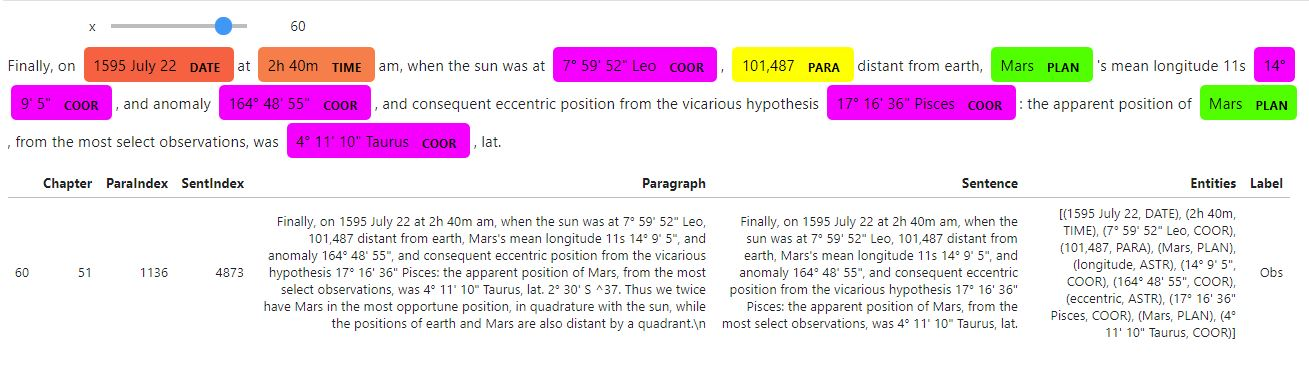 x 60
Finally, on 1595 July 22 DATE at 2h 40m TIME am, when the sun was at 7° 59' 52" Leo COOR , 101,487 PARA distant from earth, Mars PLAN 's mean longitude 11s 14°
9' 5" COOR , and anomaly 164° 48' 55" COOR , and consequent eccentric position from the vicarious hypothesis 17° 16' 36" Pisces COOR : the apparent position of Mars PLAN
, from the most select observations, was 4° 11' 10" Taurus COOR , lat.
Chapter ParaIndex SentIndex Paragraph Sentence Entities Label
60 51 1136 4873
Finally, on 1595 July 22 at 2h 40m am, when the sun was at 7° 59' 52" Leo,
101,487 distant from earth, Mars's mean longitude 11s 14° 9' 5", and
anomaly 164° 48' 55", and consequent eccentric position from the vicarious
hypothesis 17° 16' 36" Pisces: the apparent position of Mars, from the most
select observations, was 4° 11' 10" Taurus, lat. 2° 30' S ^37. Thus we twice
have Mars in the most opportune position, in quadrature with the sun, while
the positions of earth and Mars are also distant by a quadrant.\n
Finally, on 1595 July 22 at 2h 40m am, when the
sun was at 7° 59' 52" Leo, 101,487 distant from
earth, Mars's mean longitude 11s 14° 9' 5", and
anomaly 164° 48' 55", and consequent eccentric
position from the vicarious hypothesis 17° 16' 36"
Pisces: the apparent position of Mars, from the
most select observations, was 4° 11' 10" Taurus, lat.
[(1595 July 22, DATE), (2h 40m,
TIME), (7° 59' 52" Leo, COOR),
(101,487, PARA), (Mars, PLAN),
(longitude, ASTR), (14° 9' 5",
COOR), (164° 48' 55", COOR),
(eccentric, ASTR), (17° 16' 36"
Pisces, COOR), (Mars, PLAN), (4°
11' 10" Taurus, COOR)]
Obs